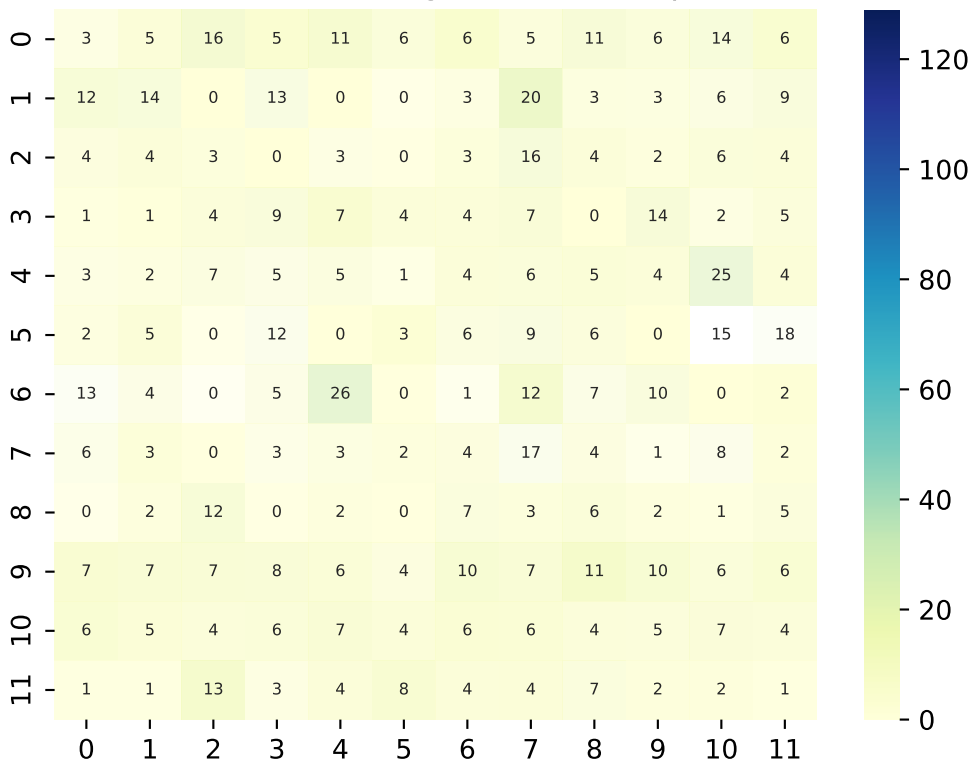 0 3 5 16 5 11 6 6 5 11 6 14 6
1 12 14 0 13 0 0 3 20 3 3 6 9
2 4 4 3 0 3 0 3 16 4 2 6 4
3 1 1 4 9 7 4 4 7 0 14 2 5
4 3 2 7 5 5 1 4 6 5 4 25 4
5 2 5 0 12 0 3 6 9 6 0 15 18
6 13 4 0 5 26 0 1 12 7 10 0 2
7 6 3 0 3 3 2 4 17 4 1 8 2
8 0 2 12 0 2 0 7 3 6 2 1 5
9 7 7 7 8 6 4 10 7 11 10 6 6
10 6 5 4 6 7 4 6 6 4 5 7 4
11 1 1 13 3 4 8 4 4 7 2 2 1
0 1 2 3 4 5 6 7 8 9 10 11
120
100
80
60
40
20
0